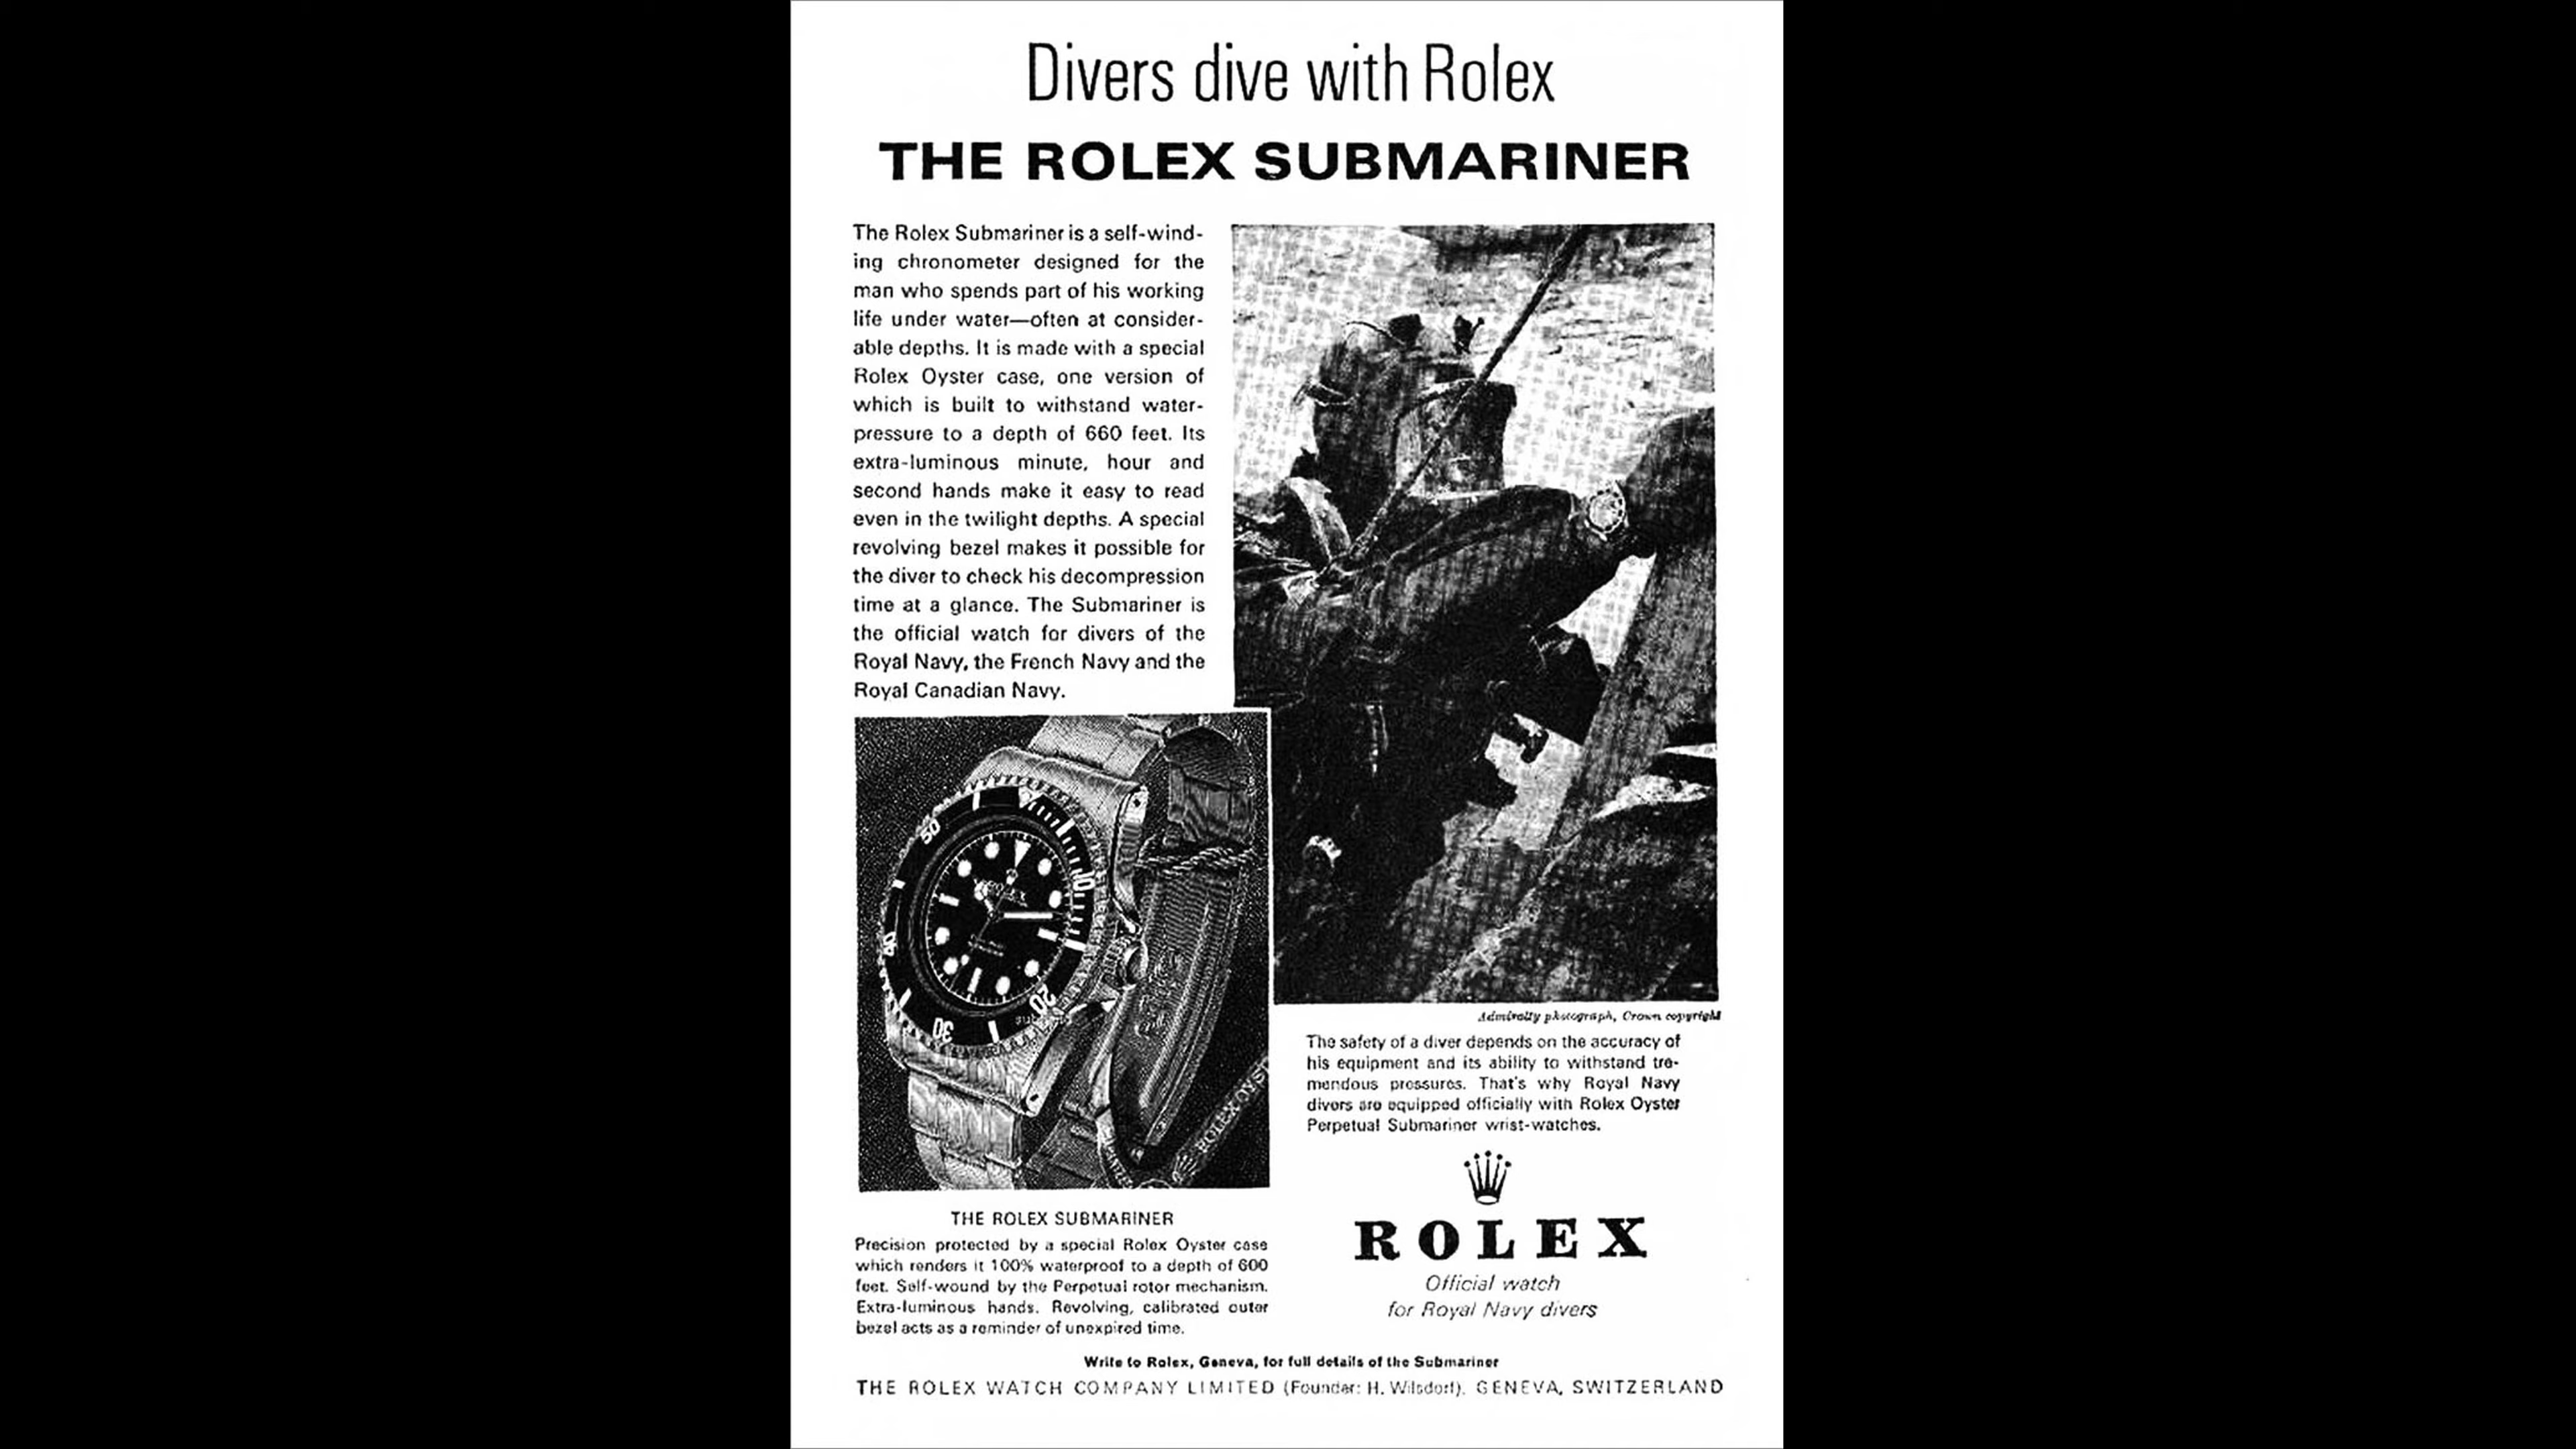 Divers dive with Rolex
THE ROLEX SUBMARINER
The Rolex Submariner is a self-wind-
ing chronometer designed for the
man who spends part of his working
life under water—often at consider-
able depths. It is made with a special
Rolex Oyster case, one version of
which is built to withstand water-
pressure to a depth of 660 feet. Its
extra-luminous minute, hour and
second hands make it easy to read
even in the twilight depths. A special
revolving bezel makes it possible for
the diver to check his decompression
time at a glance. The Submariner is
the official watch for divers of the
Royal Navy, the French Navy and the
Royal Canadian Navy.
50
10
20
30
ROLEX
ROLEX OYST
Admiralty photograph, Crown copyright
The safety of a diver depends on the accuracy of
his equipment and its ability to withstand tre-
mendous pressures. That's why Royal Navy
divers are equipped officially with Rolex Oyster
Perpetual Submariner wrist-watches.
ROLEX
Official watch
for Royal Navy divers
THE ROLEX SUBMARINER
Precision protected by a special Rolex Oyster case
which renders it 100% waterproof to a depth of 600
feet. Self-wound by the Perpetual rotor mechanism.
Extra-luminous hands. Revolving, calibrated outer
bezel acts as a reminder of unexpired time.
Write to Rolex, Geneva, for full details of the Submariner
THE ROLEX WATCH COMPANY LIMITED (Founder: H. Wilsdorf), GENEVA, SWITZERLAND